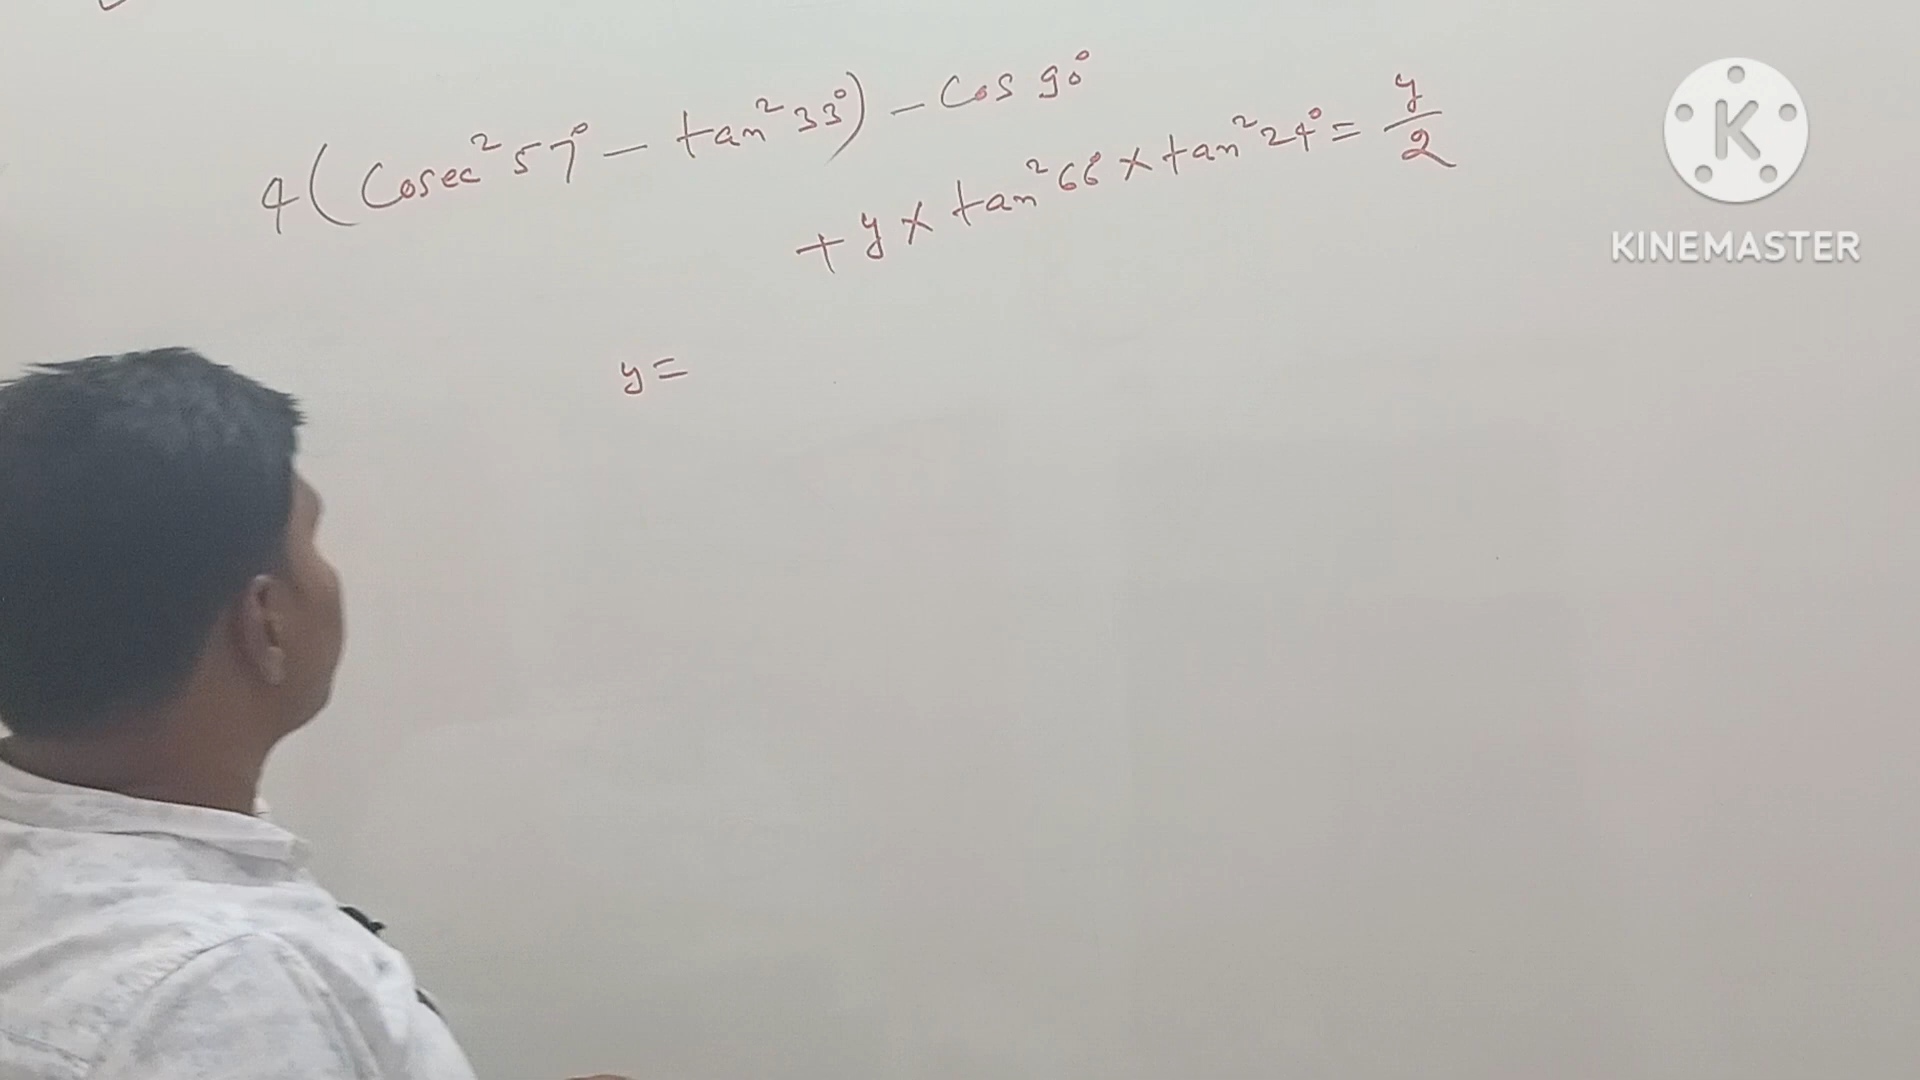 4(Cosec²57° – tan²33°) – Cos 90°
+ y × tan²66° × tan²24° = y/2
y =
KINEMASTER